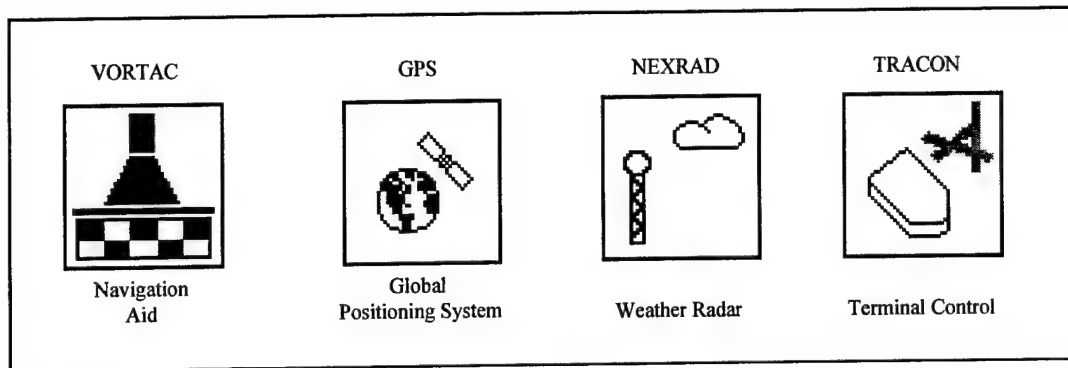 VORTAC
GPS
NEXRAD
TRACON
Navigation
Aid
Global
Positioning System
Weather Radar
Terminal Control